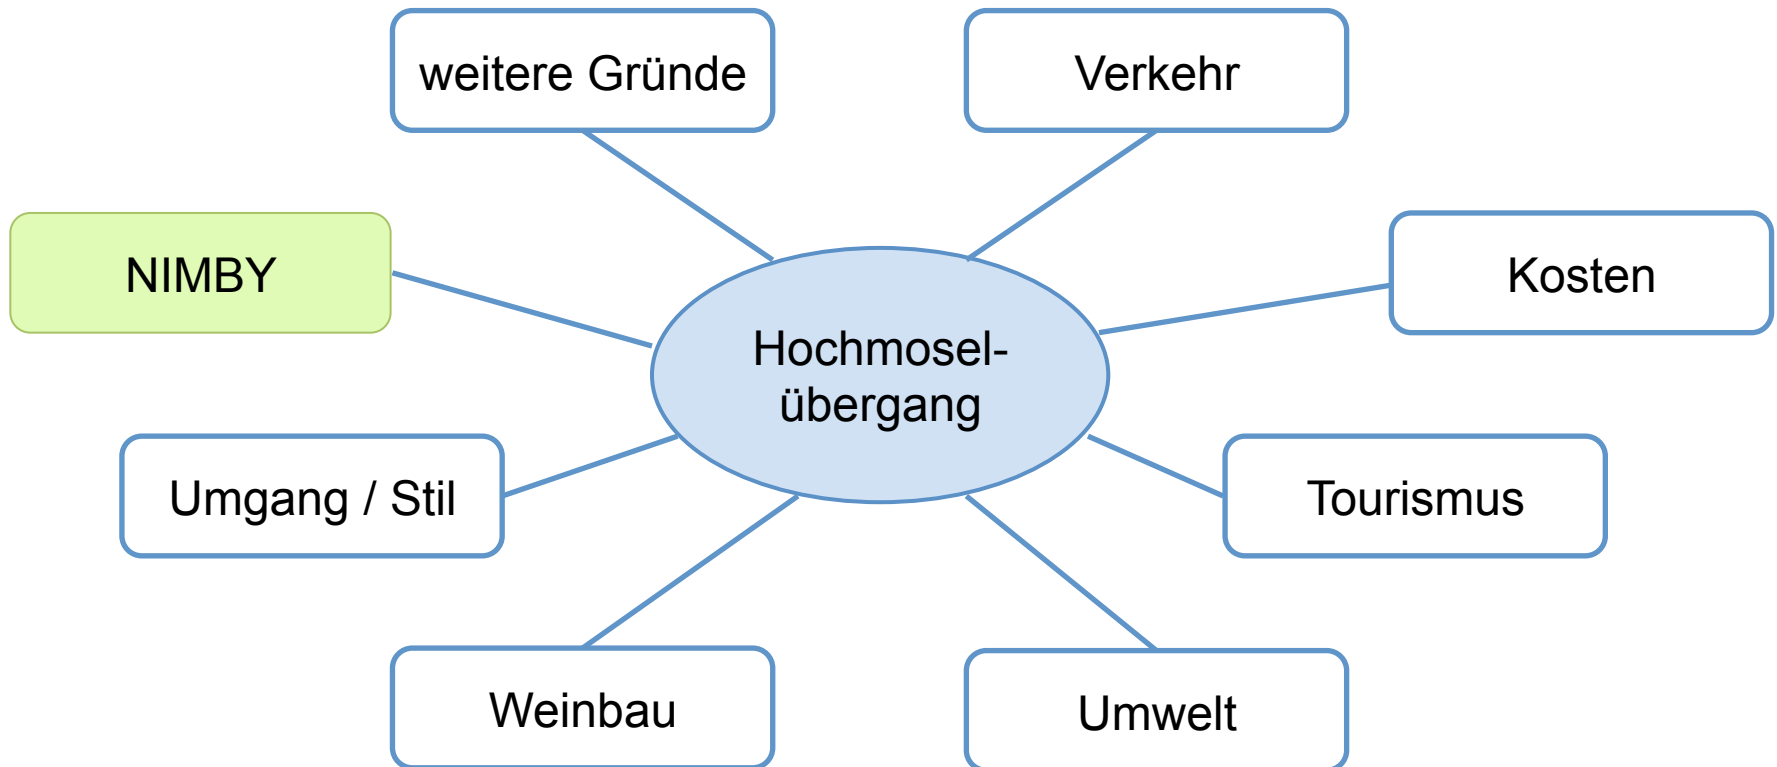 weitere Gründe
Verkehr
NIMBY
Kosten
Hochmosel-
übergang
Umgang / Stil
Tourismus
Weinbau
Umwelt